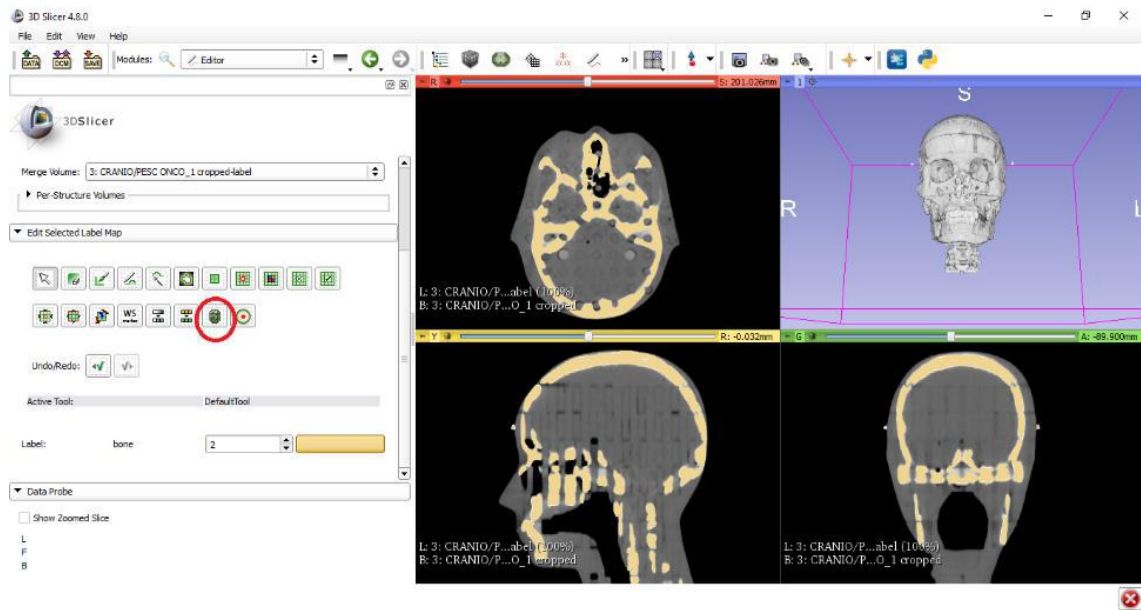 3D Slicer 4.8.0
File Edit View Help
DATA DCM SAVE Modules: Editor
3DSlicer
Merge Volume: 3: CRANIO/PESC ONCO_1 cropped-label
Per-Structure Volumes
Edit Selected Label Map
WS
Undo/Redo:
Active Tool: DefaultTool
Label: bone 2
Data Probe
Show Zoomed Slice
L
F
B
R S: 201.026mm
L: 3: CRANIO/P...abel (100%)
B: 3: CRANIO/P...O_1 cropped
1
S
R
L
Y R: -0.032mm
L: 3: CRANIO/P...abel (100%)
B: 3: CRANIO/P...O_1 cropped
G A: -89.900mm
L: 3: CRANIO/P...abel (100%)
B: 3: CRANIO/P...O_1 cropped